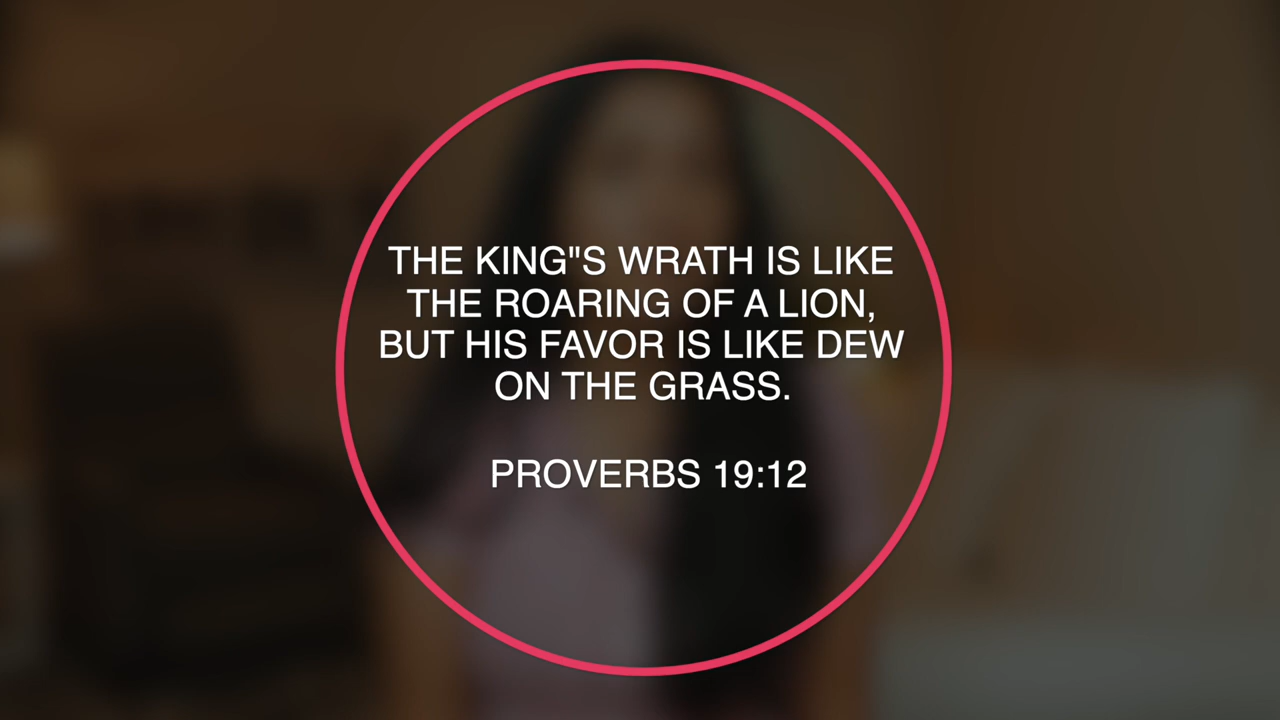 THE KING"S WRATH IS LIKE
THE ROARING OF A LION,
BUT HIS FAVOR IS LIKE DEW
ON THE GRASS.
PROVERBS 19:12